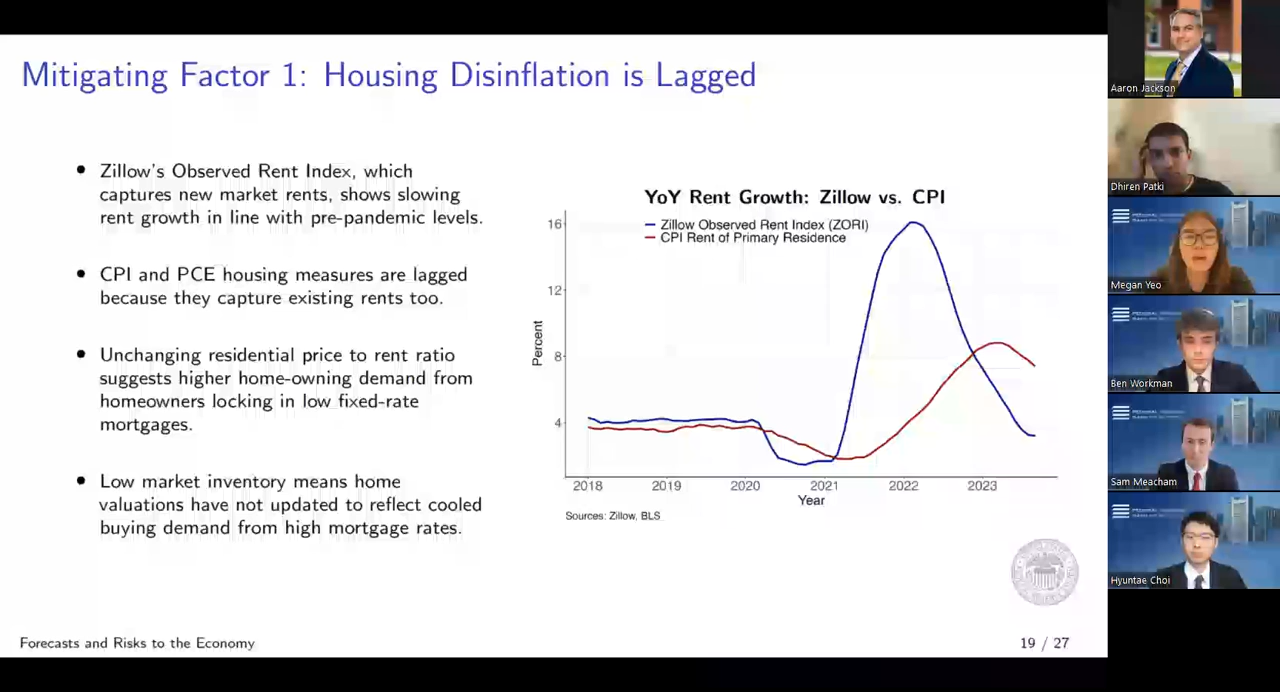 Mitigating Factor 1: Housing Disinflation is Lagged
• Zillow's Observed Rent Index, which
captures new market rents, shows slowing
rent growth in line with pre-pandemic levels.
• CPI and PCE housing measures are lagged
because they capture existing rents too.
• Unchanging residential price to rent ratio
suggests higher home-owning demand from
homeowners locking in low fixed-rate
mortgages.
• Low market inventory means home
valuations have not updated to reflect cooled
buying demand from high mortgage rates.
YoY Rent Growth: Zillow vs. CPI
Zillow Observed Rent Index (ZORI)
CPI Rent of Primary Residence
Percent
16
12
8
4
2018 2019 2020 2021 2022 2023
Year
Sources: Zillow, BLS
Forecasts and Risks to the Economy
19 / 27
Aaron Jackson
Dhiren Patki
Megan Yeo
Ben Workman
Sam Meacham
Hyuntae Choi